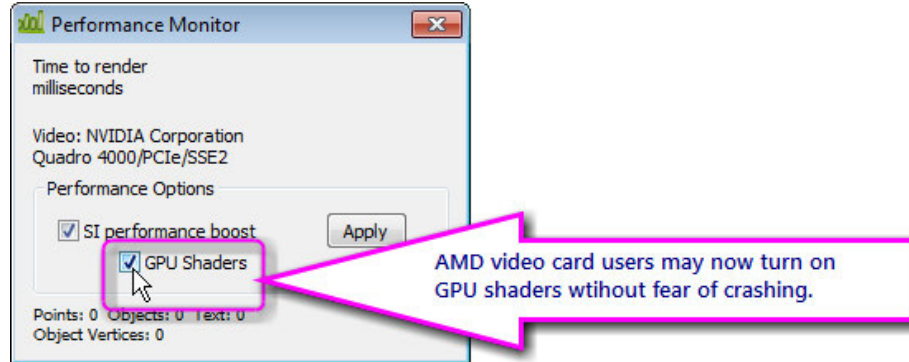 Performance Monitor
Time to render
milliseconds
Video: NVIDIA Corporation
Quadro 4000/PCIe/SSE2
Performance Options
SI performance boost
Apply
GPU Shaders
AMD video card users may now turn on
GPU shaders wtihout fear of crashing.
Points: 0 Objects: 0 Text: 0
Object Vertices: 0